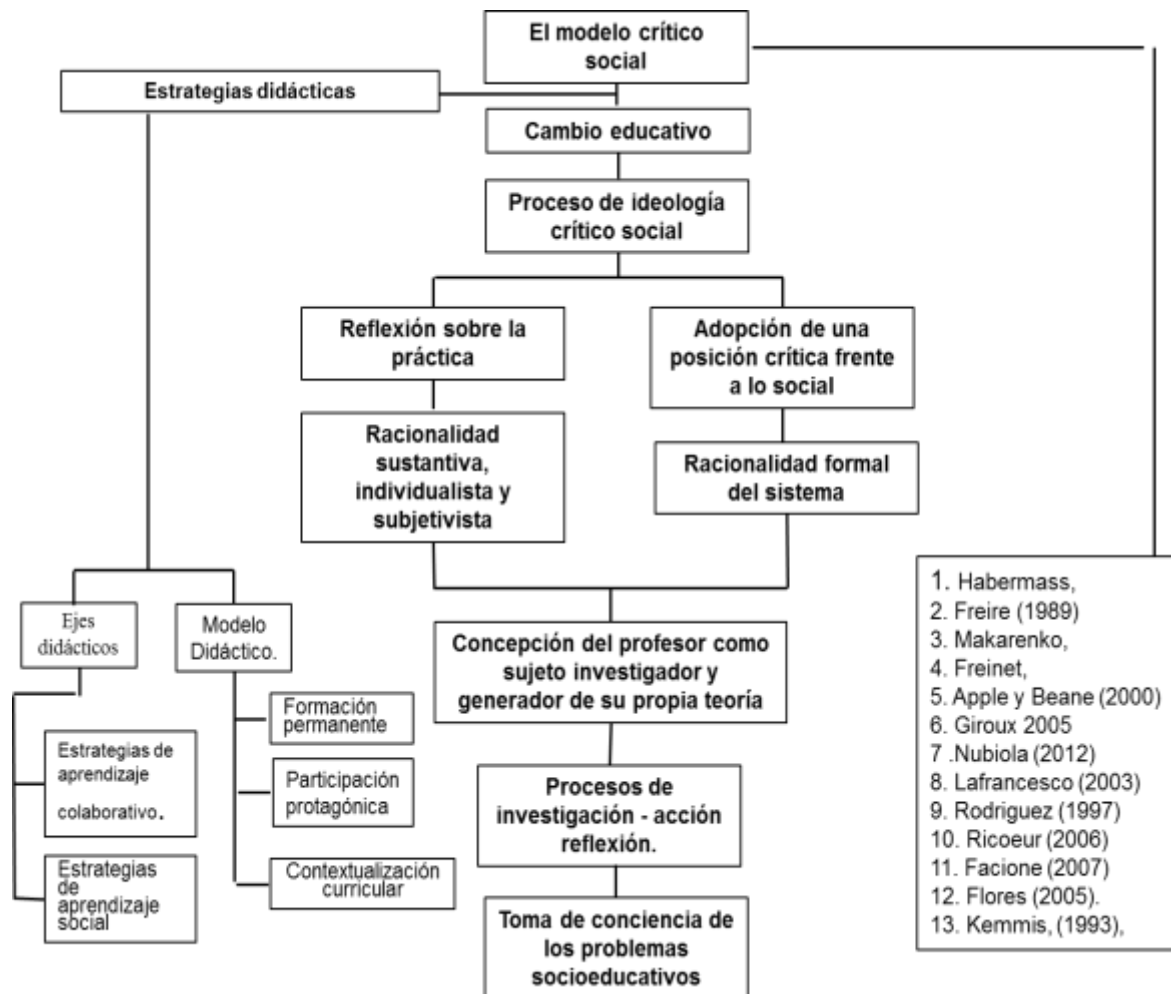 El modelo crítico
social
Estrategias didácticas
Cambio educativo
Proceso de ideología
crítico social
Reflexión sobre la
práctica
Adopción de una
posición crítica frente
a lo social
Racionalidad
sustantiva,
individualista y
subjetivista
Racionalidad formal
del sistema
Ejes
didácticos
Modelo
Didáctico.
Concepción del profesor como
sujeto investigador y
generador de su propia teoría
Formación
permanente
Estrategias de
aprendizaje
colaborativo.
Participación
protagónica
Procesos de
investigación - acción
reflexión.
Estrategias
de
aprendizaje
social
Contextualización
curricular
Toma de conciencia de
los problemas
socioeducativos
1. Habermass,
2. Freire (1989)
3. Makarenko,
4. Freinet,
5. Apple y Beane (2000)
6. Giroux 2005
7 .Nubiola (2012)
8. Lafrancesco (2003)
9. Rodriguez (1997)
10. Ricoeur (2006)
11. Facione (2007)
12. Flores (2005).
13. Kemmis, (1993),